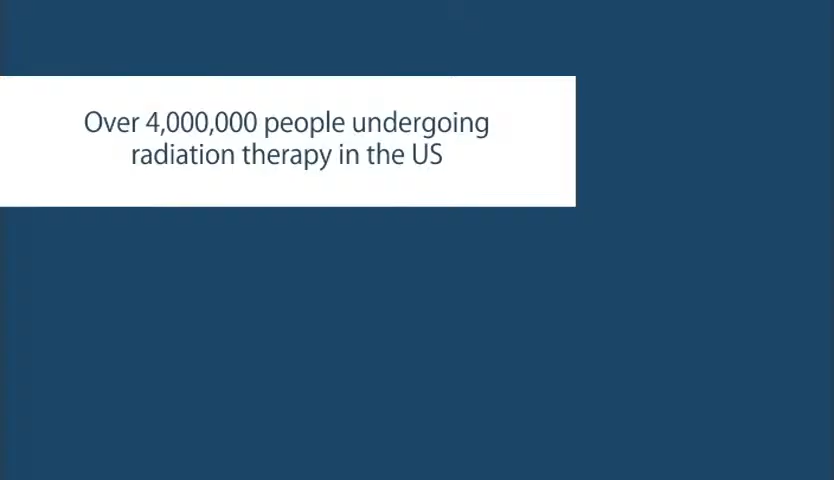 Over 4,000,000 people undergoing
radiation therapy in the US